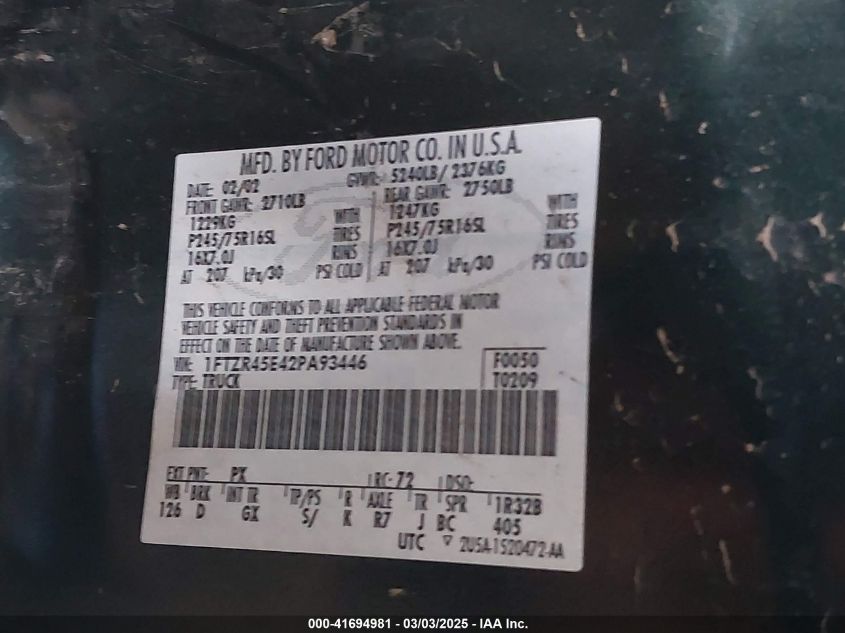 MFD. BY FORD MOTOR CO. IN U.S.A.
DATE: 02/02 GVWR: 5240LB/ 2376KG
FRONT GAWR: 2710LB REAR GAWR: 2750LB
1229KG WITH 1247KG WITH
P245/75R16SL TIRES P245/75R16SL TIRES
16X7.0J RIMS 16X7.0J RIMS
AT 207 kPa/30 PSI COLD AT 207 kPa/30 PSI COLD
THIS VEHICLE CONFORMS TO ALL APPLICABLE FEDERAL MOTOR
VEHICLE SAFETY AND THEFT PREVENTION STANDARDS IN
EFFECT ON THE DATE OF MANUFACTURE SHOWN ABOVE.
VIN: 1FTZR45E42PA93446 F0050
TYPE: TRUCK T0209
EXT PNT: PX RC: 72 DSO:
WB BRK INT TR TP/PS R AXLE TR SPR 1R32B
126 D GX S/ K R7 J BC 405
UTC ▽ 2U5A-1520472-AA
000-41694981 - 03/03/2025 - IAA Inc.